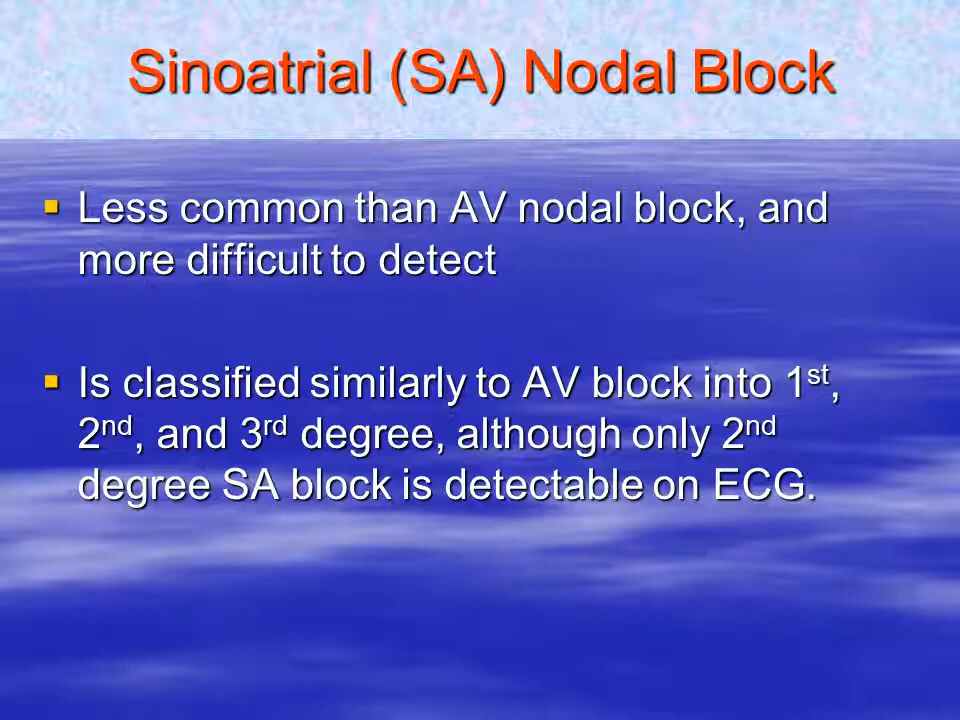 Sinoatrial (SA) Nodal Block
▪ Less common than AV nodal block, and
more difficult to detect
▪ Is classified similarly to AV block into 1st,
2nd, and 3rd degree, although only 2nd
degree SA block is detectable on ECG.